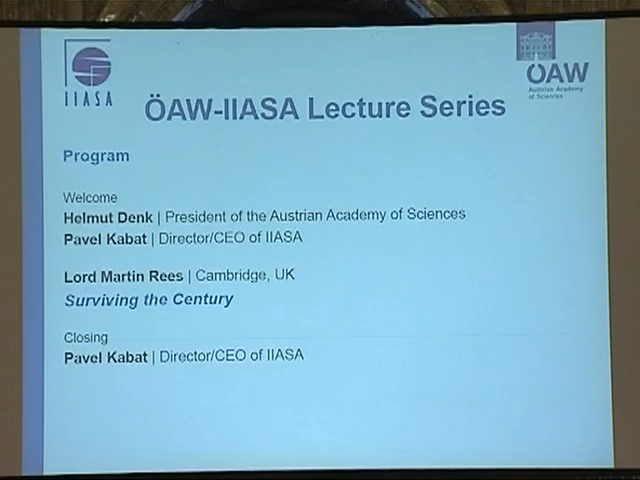 IIASA
ÖAW
Austrian Academy
of Sciences
ÖAW-IIASA Lecture Series
Program
Welcome
Helmut Denk | President of the Austrian Academy of Sciences
Pavel Kabat | Director/CEO of IIASA
Lord Martin Rees | Cambridge, UK
Surviving the Century
Closing
Pavel Kabat | Director/CEO of IIASA